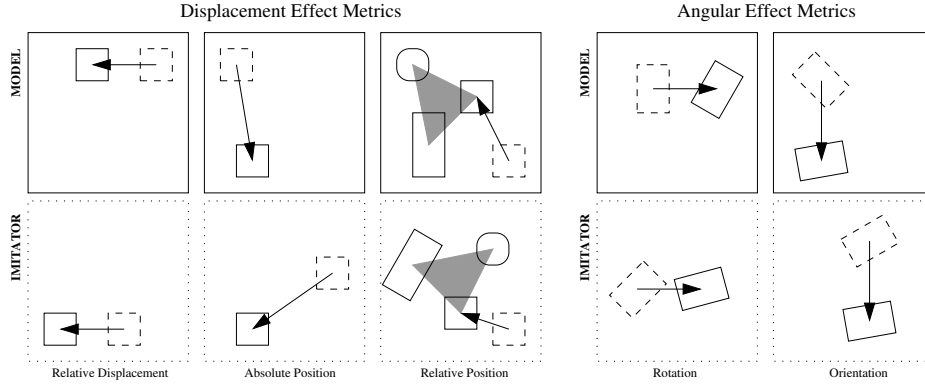 Displacement Effect Metrics
Angular Effect Metrics
MODEL
MODEL
IMITATOR
IMITATOR
Relative Displacement
Absolute Position
Relative Position
Rotation
Orientation